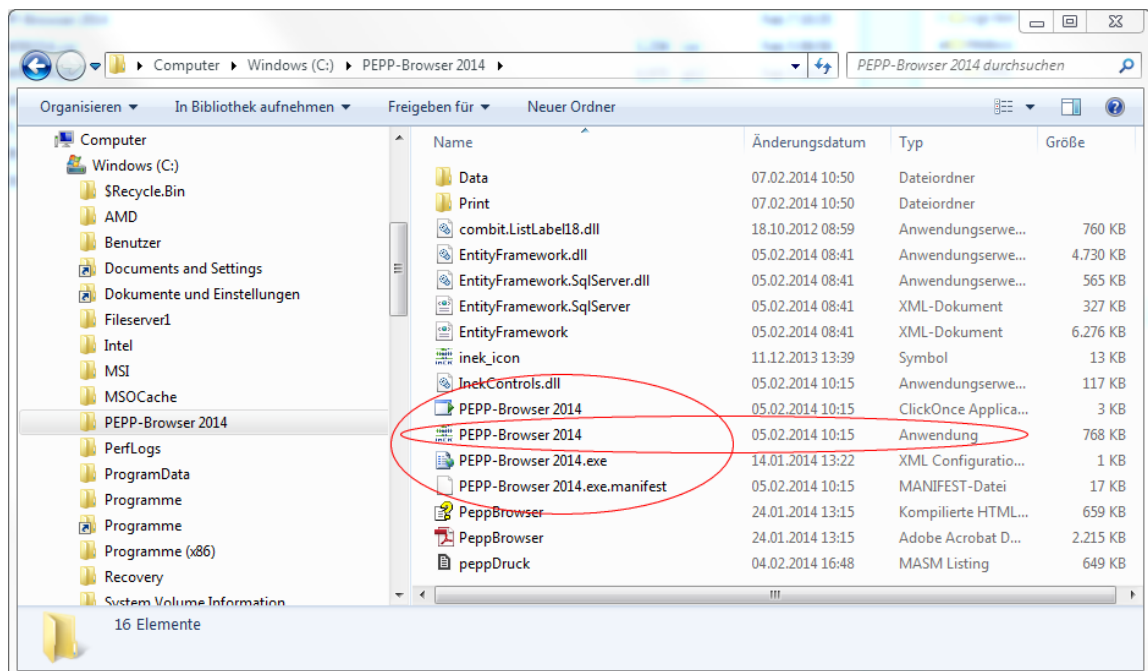 Computer ▸ Windows (C:) ▸ PEPP-Browser 2014 ▸ PEPP-Browser 2014 durchsuchen
Organisieren In Bibliothek aufnehmen Freigeben für Neuer Ordner
Computer
Windows (C:)
$Recycle.Bin
AMD
Benutzer
Documents and Settings
Dokumente und Einstellungen
Fileserver1
Intel
MSI
MSOCache
PEPP-Browser 2014
PerfLogs
ProgramData
Programme
Programme
Programme (x86)
Recovery
System Volume Information
Name Änderungsdatum Typ Größe
Data 07.02.2014 10:50 Dateiordner
Print 07.02.2014 10:50 Dateiordner
combit.ListLabel18.dll 18.10.2012 08:59 Anwendungserwe... 760 KB
EntityFramework.dll 05.02.2014 08:41 Anwendungserwe... 4.730 KB
EntityFramework.SqlServer.dll 05.02.2014 08:41 Anwendungserwe... 565 KB
EntityFramework.SqlServer 05.02.2014 08:41 XML-Dokument 327 KB
EntityFramework 05.02.2014 08:41 XML-Dokument 6.276 KB
inek_icon 11.12.2013 13:39 Symbol 13 KB
InekControls.dll 05.02.2014 10:15 Anwendungserwe... 117 KB
PEPP-Browser 2014 05.02.2014 10:15 ClickOnce Applica... 3 KB
PEPP-Browser 2014 05.02.2014 10:15 Anwendung 768 KB
PEPP-Browser 2014.exe 14.01.2014 13:22 XML Configuratio... 1 KB
PEPP-Browser 2014.exe.manifest 05.02.2014 10:15 MANIFEST-Datei 17 KB
PeppBrowser 24.01.2014 13:15 Kompilierte HTML... 659 KB
PeppBrowser 24.01.2014 13:15 Adobe Acrobat D... 2.215 KB
peppDruck 04.02.2014 16:48 MASM Listing 649 KB
16 Elemente